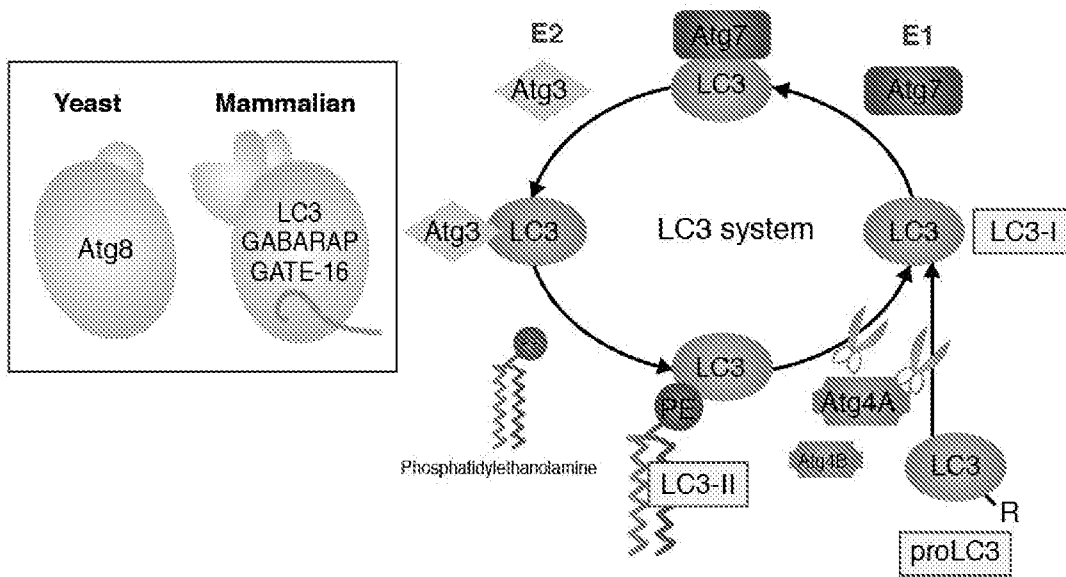 Yeast
Mammalian
Atg8
LC3
GABARAP
GATE-16
E2
Atg7
E1
Atg3
LC3
Atg7
Atg3
LC3
LC3 system
LC3
LC3-I
LC3
PE
Atg4A
Phosphatidylethanolamine
LC3-II
Atg4B
LC3
R
proLC3